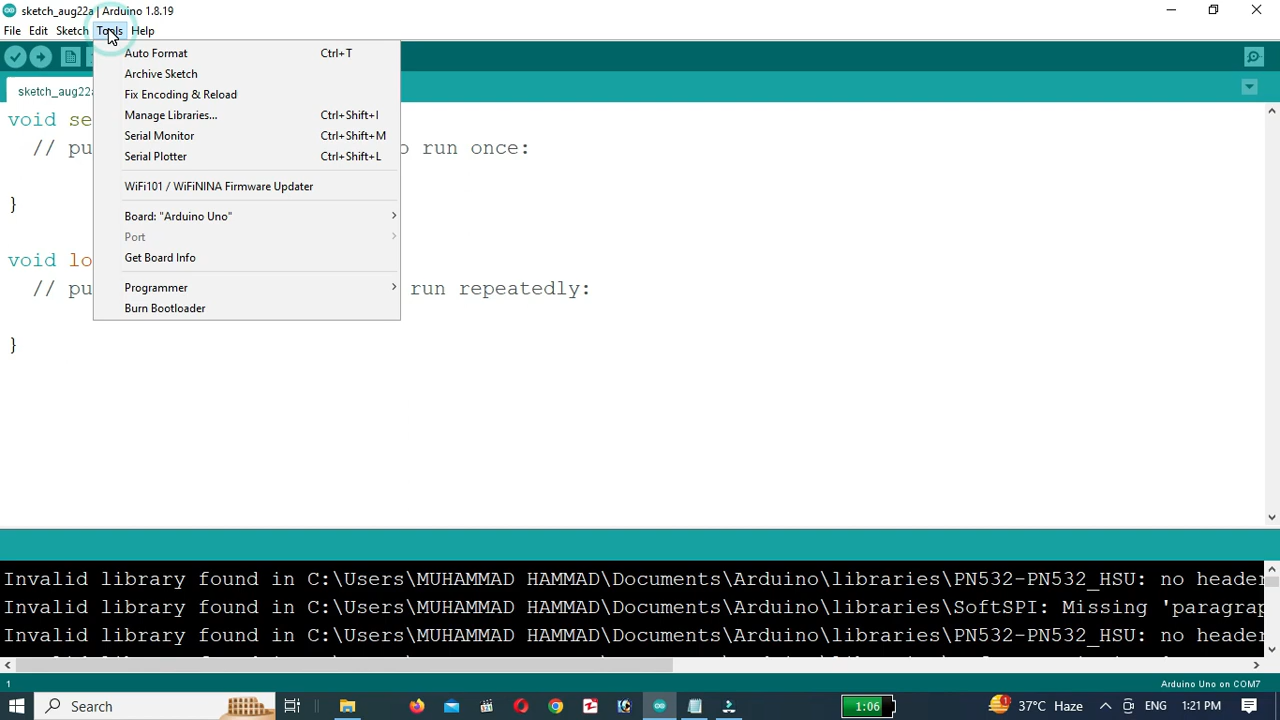 sketch_aug22a | Arduino 1.8.19
File Edit Sketch Tools Help
Auto Format Ctrl+T
Archive Sketch
Fix Encoding & Reload
Manage Libraries... Ctrl+Shift+I
Serial Monitor Ctrl+Shift+M
Serial Plotter Ctrl+Shift+L
WiFi101 / WiFiNINA Firmware Updater
Board: "Arduino Uno"
Port
Get Board Info
Programmer
Burn Bootloader
sketch_aug22a
void se
// pu o run once:
}
void lo
// pu run repeatedly:
}
Invalid library found in C:\Users\MUHAMMAD HAMMAD\Documents\Arduino\libraries\PN532-PN532_HSU: no header
Invalid library found in C:\Users\MUHAMMAD HAMMAD\Documents\Arduino\libraries\SoftSPI: Missing 'paragrap
Invalid library found in C:\Users\MUHAMMAD HAMMAD\Documents\Arduino\libraries\PN532-PN532_HSU: no header
1 Arduino Uno on COM7
Search 1:06 1 37°C Haze ENG 1:21 PM